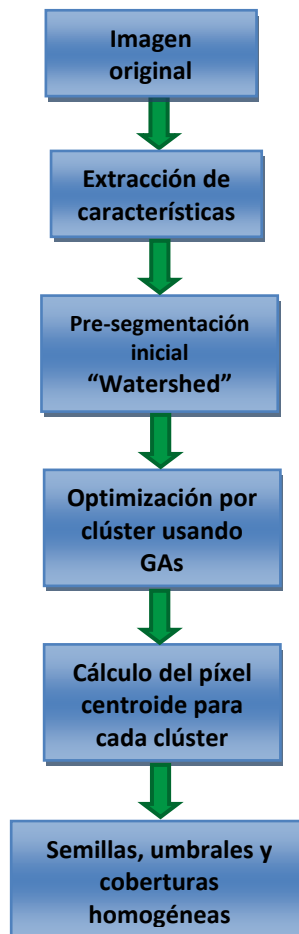 Imagen
original
Extracción de
características
Pre-segmentación
inicial
“Watershed”
Optimización por
clúster usando
GAs
Cálculo del píxel
centroide para
cada clúster
Semillas, umbrales y
coberturas
homogéneas